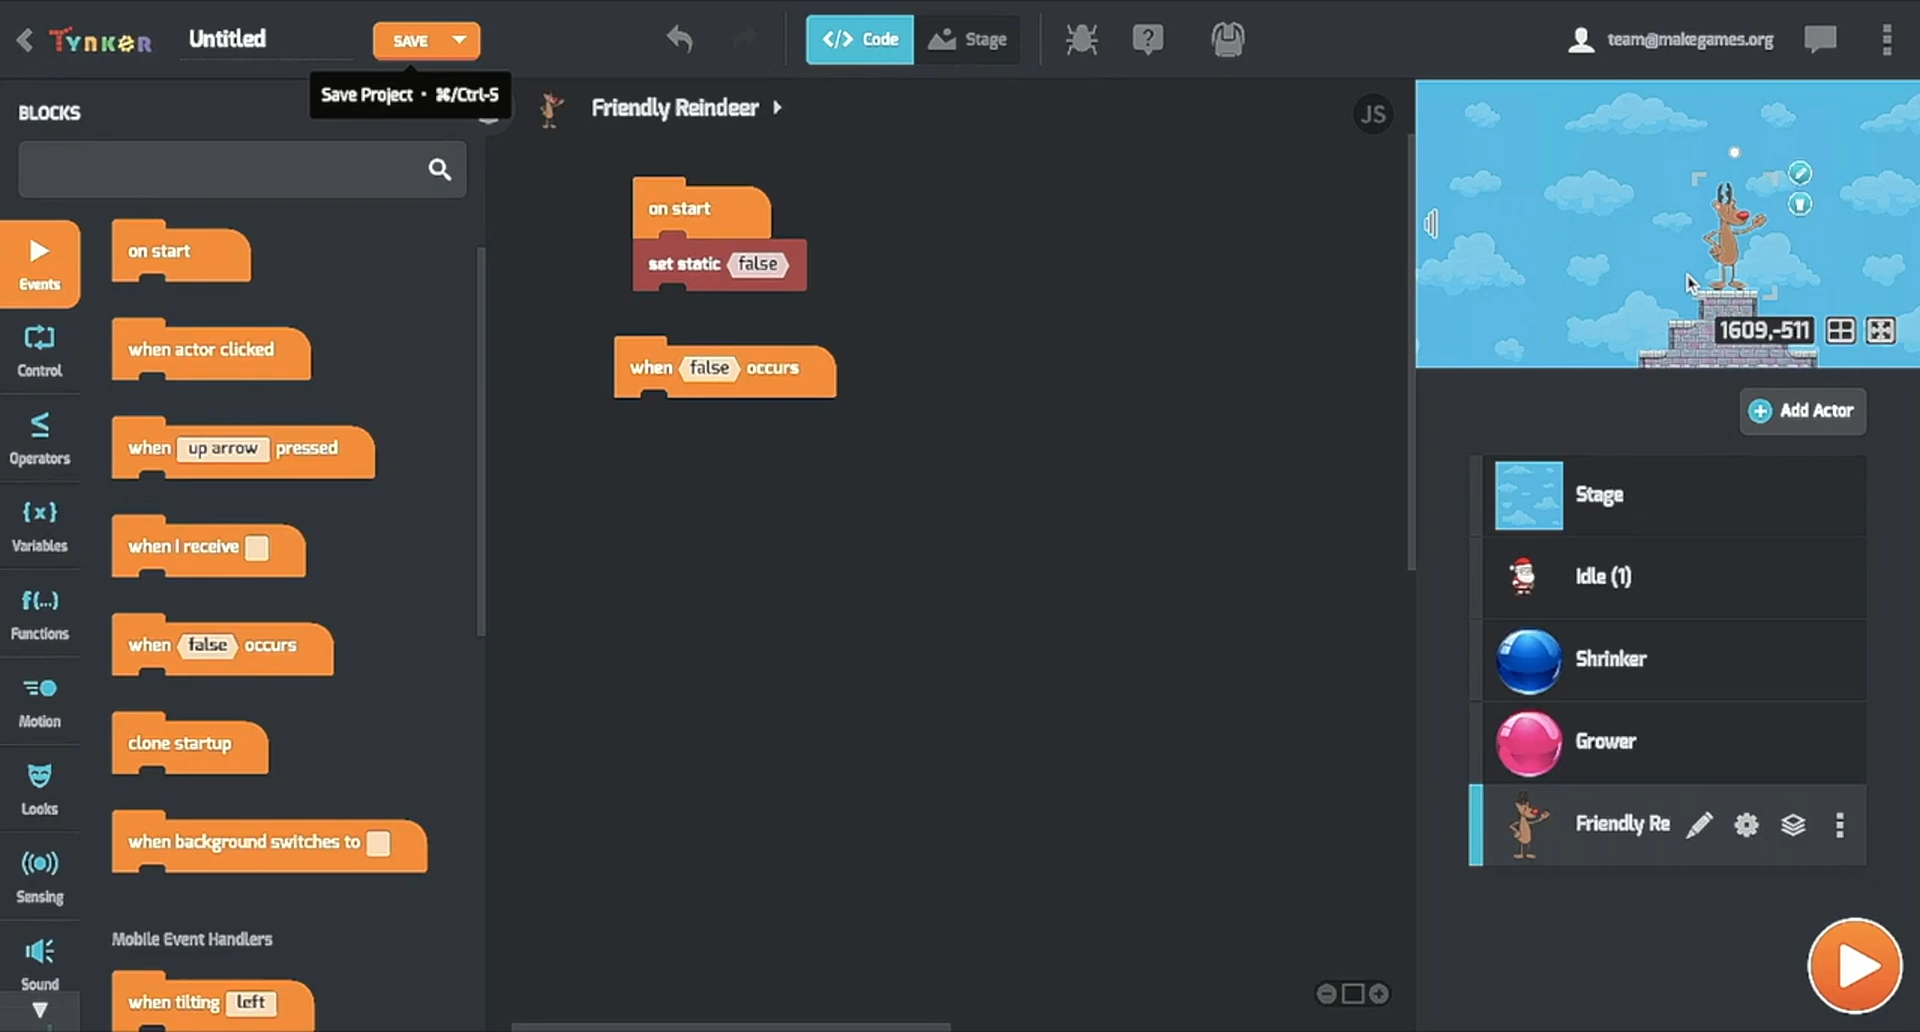 TYNKER
Untitled
SAVE
</> Code
Stage
team@makegames.org
Save Project · ⌘/Ctrl-S
BLOCKS
Friendly Reindeer
JS
on start
set static false
when false occurs
Events
Control
Operators
{x}
Variables
f(...)
Functions
Motion
Looks
Sensing
Sound
on start
when actor clicked
when up arrow pressed
when I receive
when false occurs
clone startup
when background switches to
Mobile Event Handlers
when tilting left
1609,-511
Add Actor
Stage
Idle (1)
Shrinker
Grower
Friendly Re